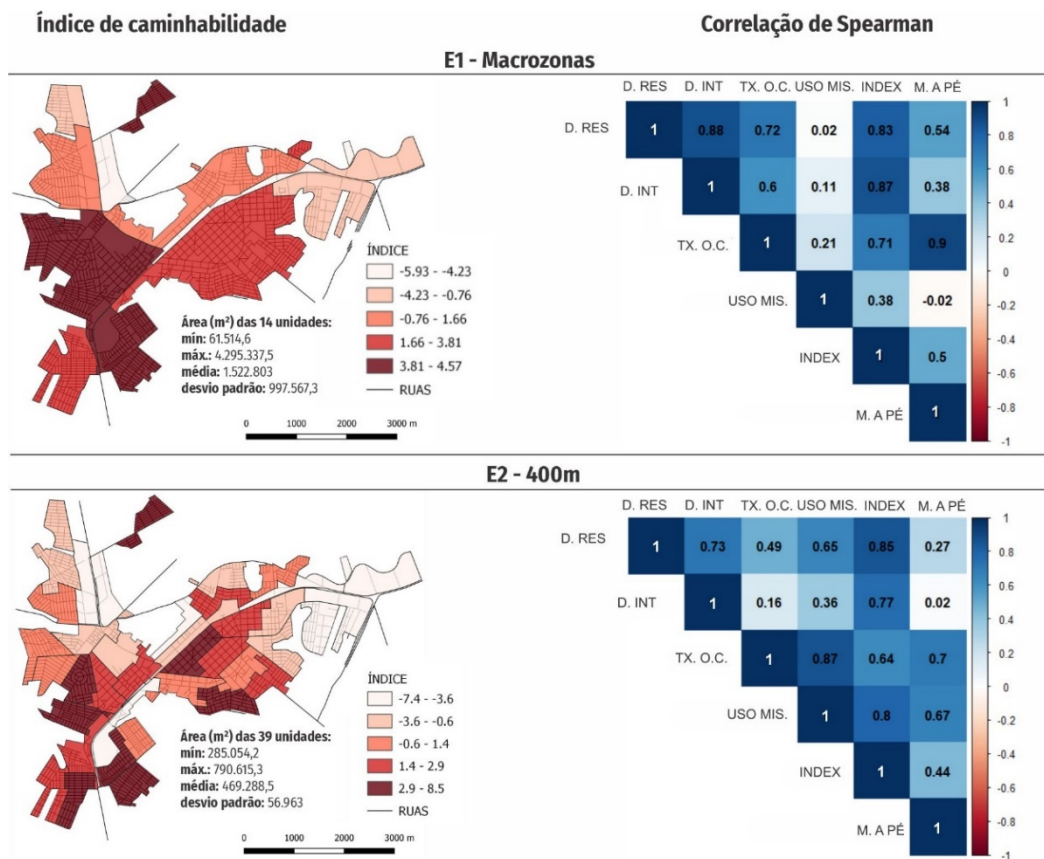 Índice de caminhabilidade
Correlação de Spearman
E1 - Macrozonas
ÍNDICE
-5.93 - -4.23
-4.23 - -0.76
-0.76 - 1.66
1.66 - 3.81
3.81 - 4.57
RUAS
Área (m²) das 14 unidades:
mín: 61.514,6
máx.: 4.295.337,5
média: 1.522.803
desvio padrão: 997.567,3
0 1000 2000 3000 m
D. RES D. INT TX. O.C. USO MIS. INDEX M. A PÉ
D. RES 1 0.88 0.72 0.02 0.83 0.54
D. INT 1 0.6 0.11 0.87 0.38
TX. O.C. 1 0.21 0.71 0.9
USO MIS. 1 0.38 -0.02
INDEX 1 0.5
M. A PÉ 1
1
0.8
0.6
0.4
0.2
0
-0.2
-0.4
-0.6
-0.8
-1
E2 - 400m
ÍNDICE
-7.4 - -3.6
-3.6 - -0.6
-0.6 - 1.4
1.4 - 2.9
2.9 - 8.5
RUAS
Área (m²) das 39 unidades:
mín: 285.054,2
máx.: 790.615,3
média: 469.288,5
desvio padrão: 56.963
0 1000 2000 3000 m
D. RES D. INT TX. O.C. USO MIS. INDEX M. A PÉ
D. RES 1 0.73 0.49 0.65 0.85 0.27
D. INT 1 0.16 0.36 0.77 0.02
TX. O.C. 1 0.87 0.64 0.7
USO MIS. 1 0.8 0.67
INDEX 1 0.44
M. A PÉ 1
1
0.8
0.6
0.4
0.2
0
-0.2
-0.4
-0.6
-0.8
-1